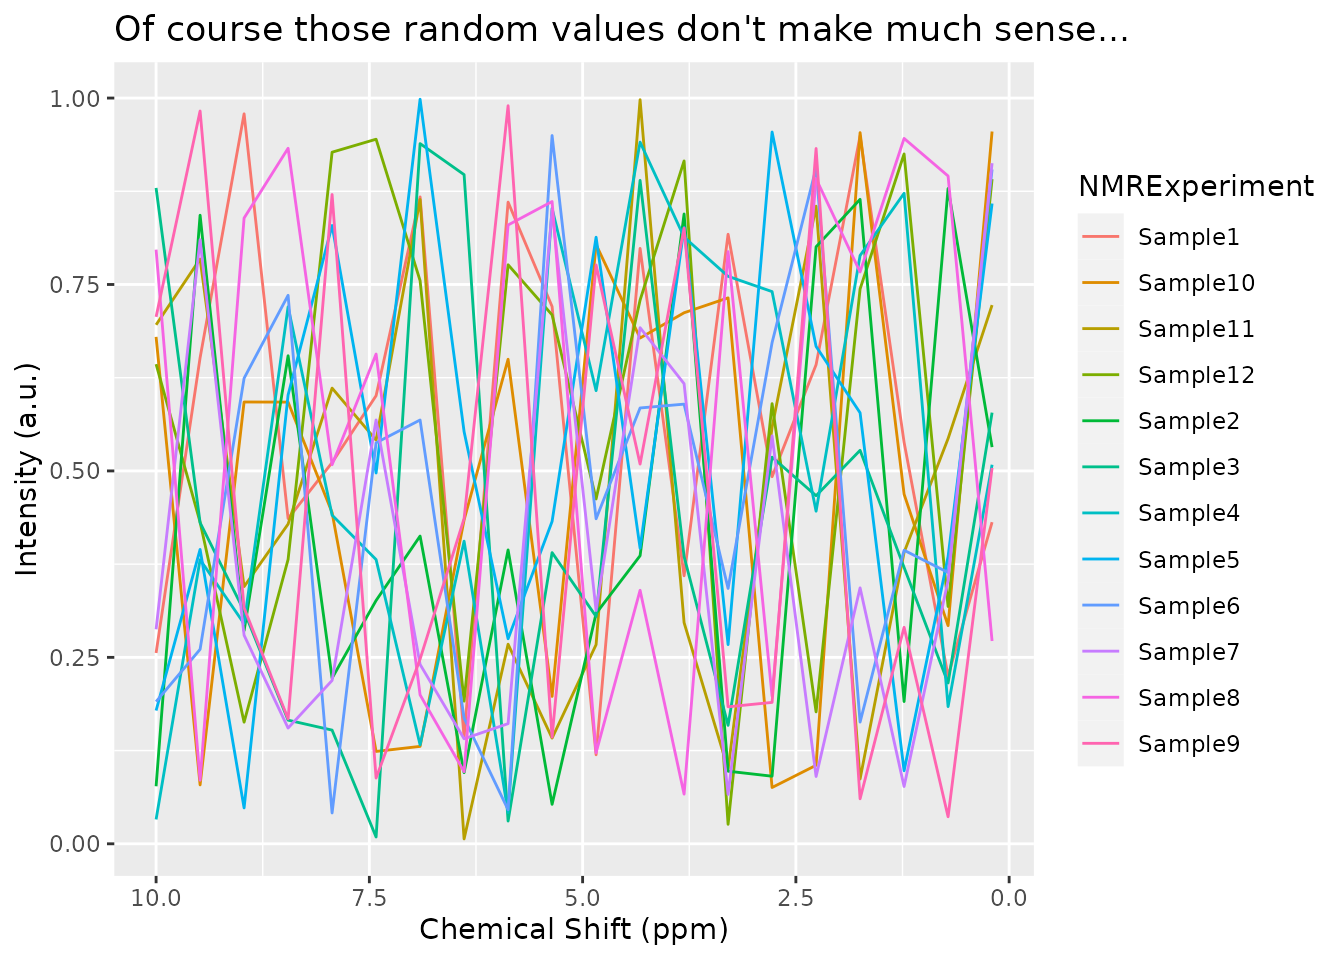 Of course those random values don't make much sense...
1.00
0.75
0.50
0.25
0.00
Intensity (a.u.)
10.0 7.5 5.0 2.5 0.0
Chemical Shift (ppm)
NMRExperiment
Sample1
Sample10
Sample11
Sample12
Sample2
Sample3
Sample4
Sample5
Sample6
Sample7
Sample8
Sample9